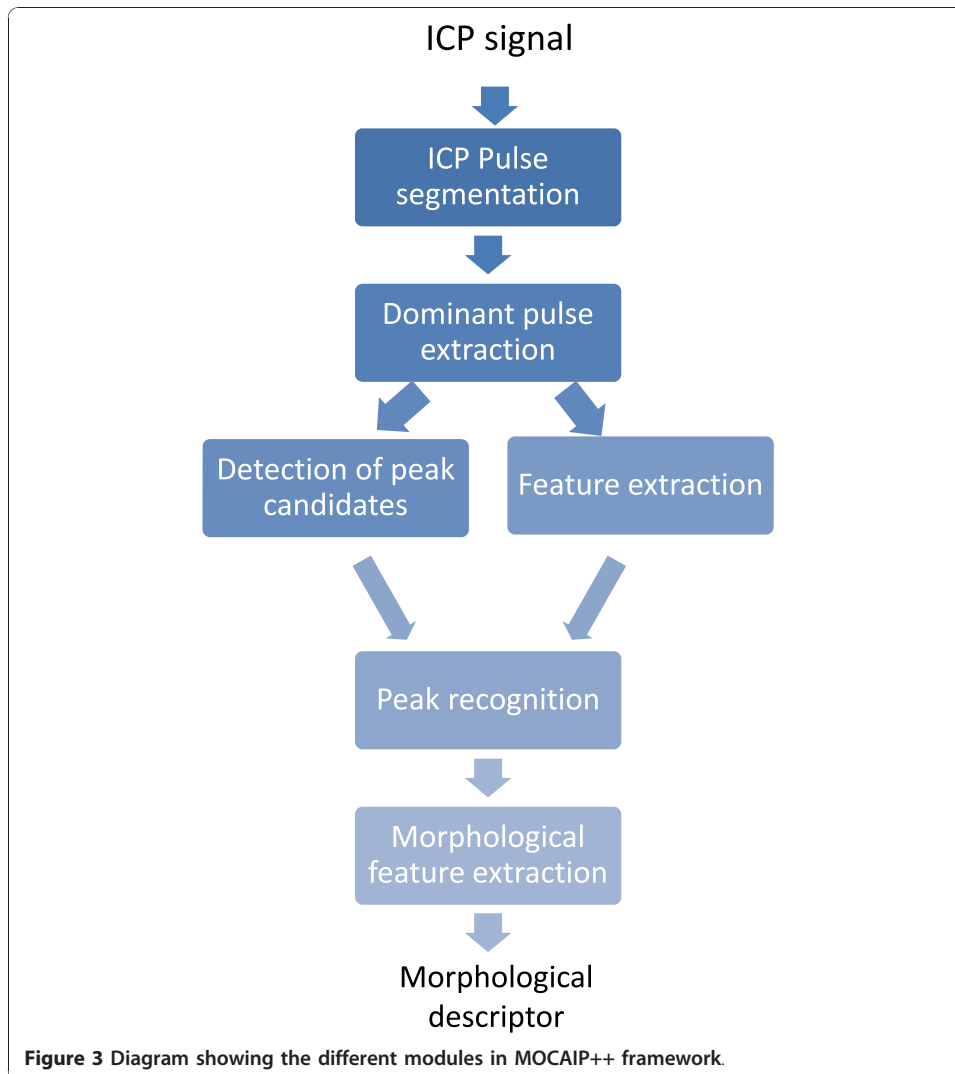 ICP signal
ICP Pulse
segmentation
Dominant pulse
extraction
Detection of peak
candidates
Feature extraction
Peak recognition
Morphological
feature extraction
Morphological
descriptor
Figure 3 Diagram showing the different modules in MOCAIP++ framework.